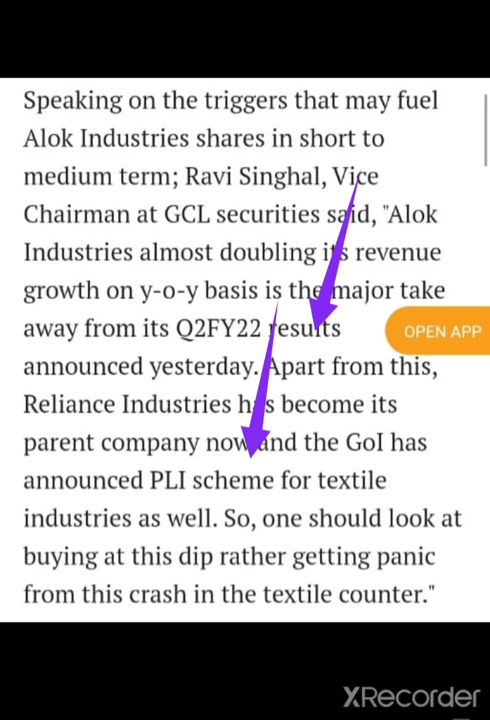 Speaking on the triggers that may fuel
Alok Industries shares in short to
medium term; Ravi Singhal, Vice
Chairman at GCL securities said, "Alok
Industries almost doubling its revenue
growth on y-o-y basis is the major take
away from its Q2FY22 results
OPEN APP
announced yesterday. Apart from this,
Reliance Industries has become its
parent company now and the GoI has
announced PLI scheme for textile
industries as well. So, one should look at
buying at this dip rather getting panic
from this crash in the textile counter."
XRecorder